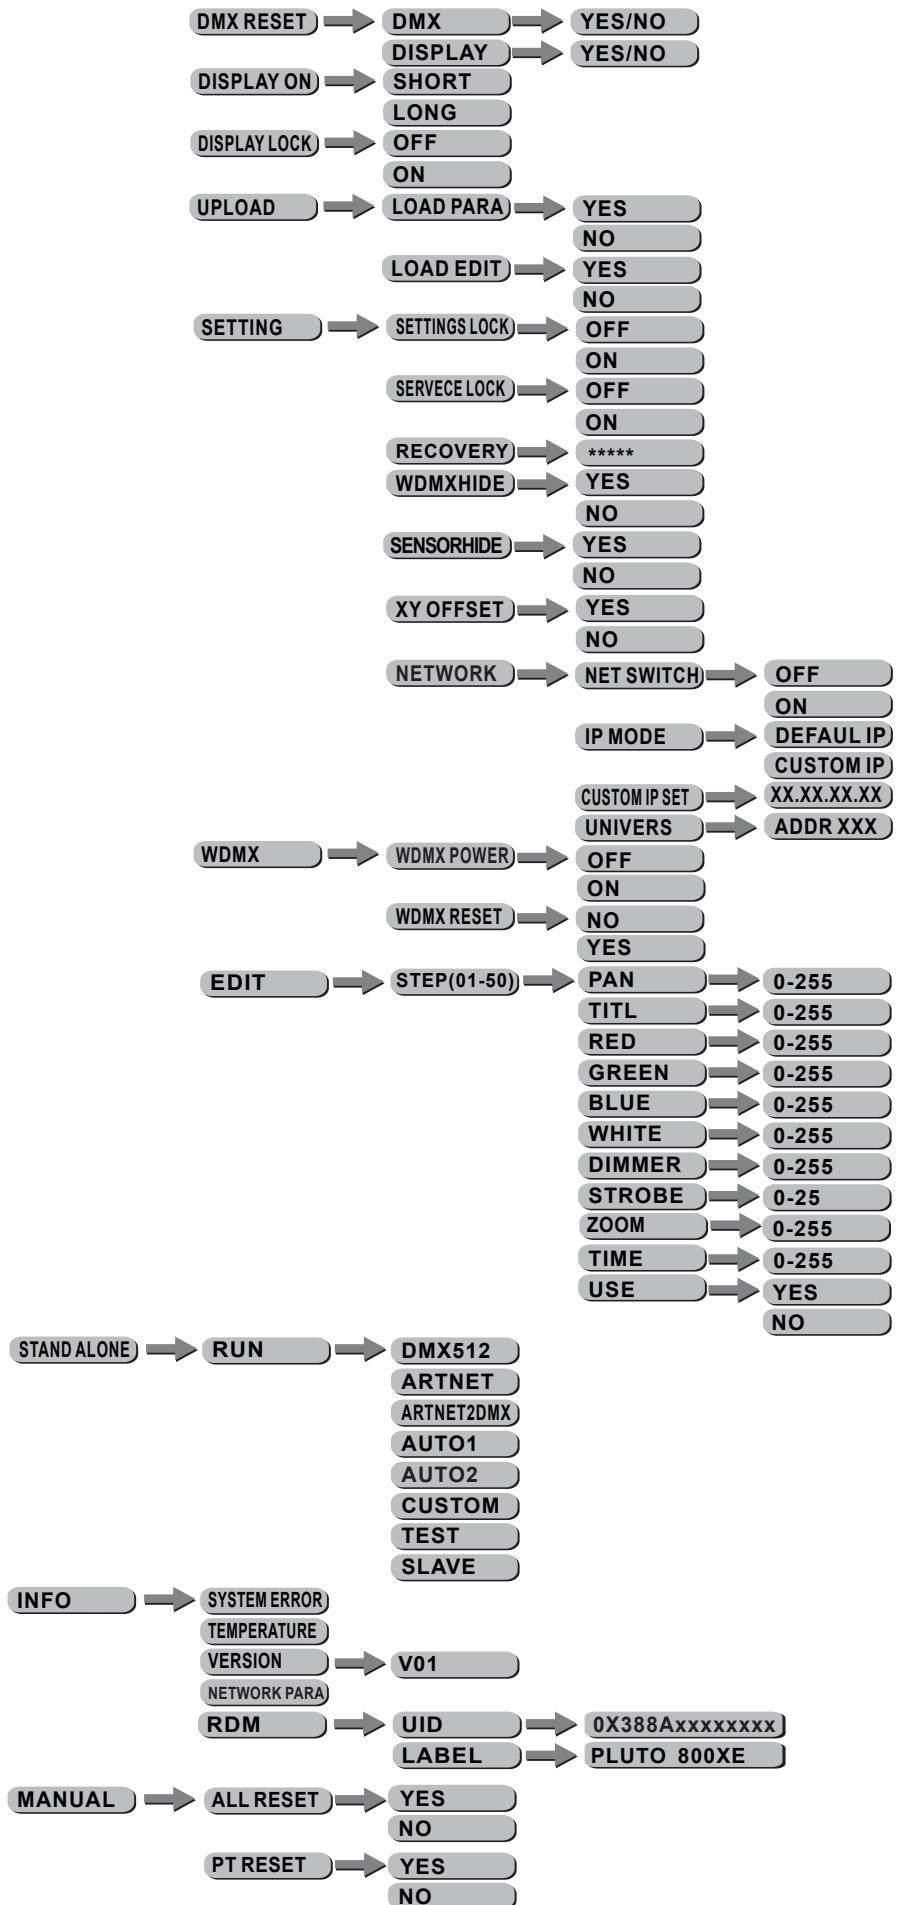 DMX RESET DMX YES/NO
DISPLAY YES/NO
DISPLAY ON SHORT
LONG
DISPLAY LOCK OFF
ON
UPLOAD LOAD PARA YES
NO
LOAD EDIT YES
NO
SETTING SETTINGS LOCK OFF
ON
SERVECE LOCK OFF
ON
RECOVERY *****
WDMXHIDE YES
NO
SENSORHIDE YES
NO
XY OFFSET YES
NO
NETWORK NET SWITCH OFF
ON
IP MODE DEFAUL IP
CUSTOM IP
CUSTOM IP SET XX.XX.XX.XX
UNIVERS ADDR XXX
WDMX WDMX POWER OFF
ON
WDMX RESET NO
YES
EDIT STEP(01-50) PAN 0-255
TITL 0-255
RED 0-255
GREEN 0-255
BLUE 0-255
WHITE 0-255
DIMMER 0-255
STROBE 0-25
ZOOM 0-255
TIME 0-255
USE YES
NO
STAND ALONE RUN DMX512
ARTNET
ARTNET2DMX
AUTO1
AUTO2
CUSTOM
TEST
SLAVE
INFO SYSTEM ERROR
TEMPERATURE
VERSION V01
NETWORK PARA
RDM UID 0X388Axxxxxxxx
LABEL PLUTO 800XE
MANUAL ALL RESET YES
NO
PT RESET YES
NO